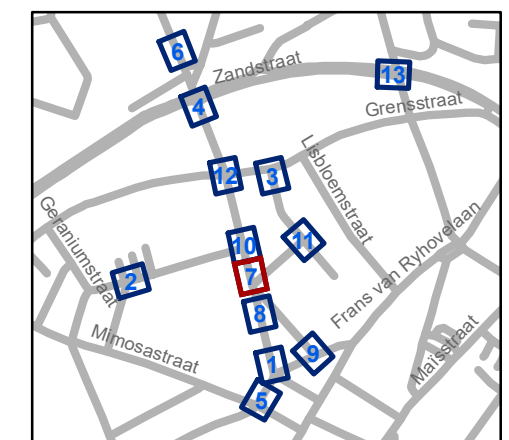 6
Zandstraat
13
4
Grensstraat
Lisbloemstraat
12
3
Geraniumstraat
10
11
Frans van Ryhovelaan
7
2
8
Mimosastraat
9
Maïsstraat
1
5